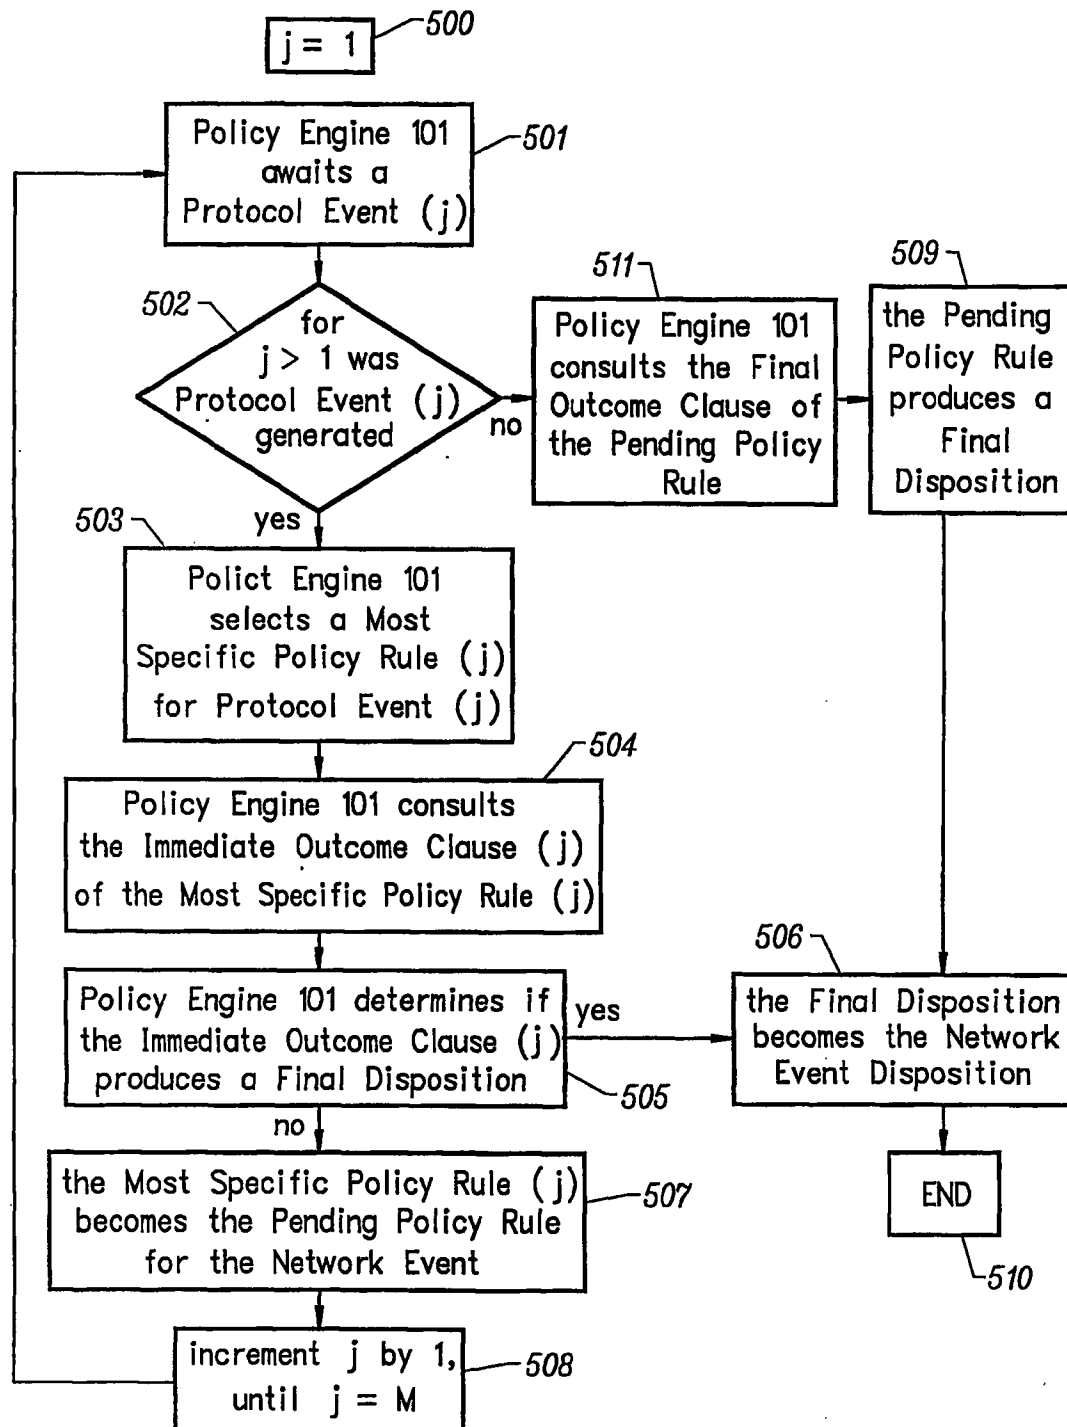 500
j = 1
Policy Engine 101
awaits a
Protocol Event (j)
501
502
for
j > 1 was
Protocol Event (j)
generated
no
yes
511
Policy Engine 101
consults the Final
Outcome Clause of
the Pending Policy
Rule
509
the Pending
Policy Rule
produces a
Final
Disposition
503
Polict Engine 101
selects a Most
Specific Policy Rule (j)
for Protocol Event (j)
504
Policy Engine 101 consults
the Immediate Outcome Clause (j)
of the Most Specific Policy Rule (j)
Policy Engine 101 determines if
the Immediate Outcome Clause (j)
produces a Final Disposition
505
yes
no
506
the Final Disposition
becomes the Network
Event Disposition
END
510
the Most Specific Policy Rule (j)
becomes the Pending Policy Rule
for the Network Event
507
increment j by 1,
until j = M
508